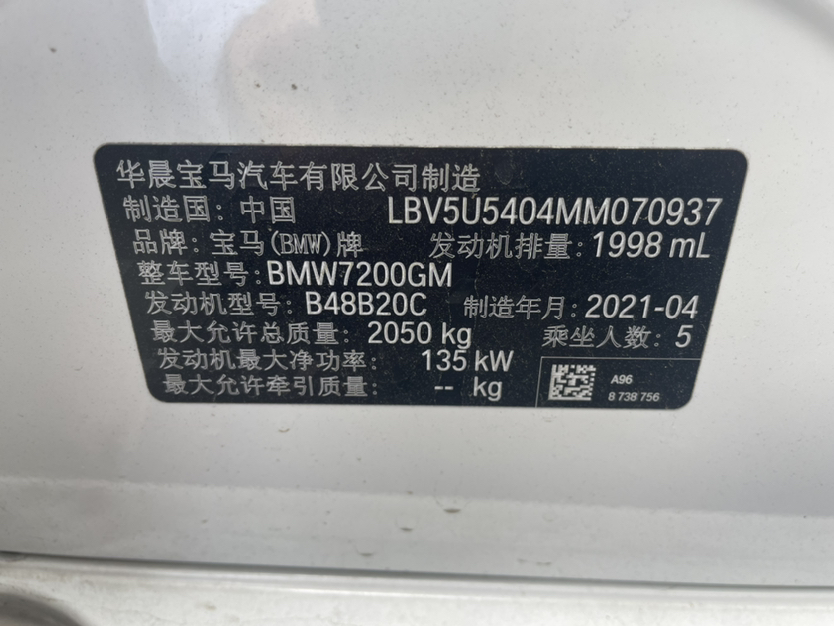 华晨宝马汽车有限公司制造
制造国：中国 LBV5U5404MM070937
品牌：宝马(BMW)牌 发动机排量：1998 mL
整车型号：BMW7200GM
发动机型号：B48B20C 制造年月：2021-04
最大允许总质量：2050 kg 乘坐人数：5
发动机最大净功率：135 kW
最大允许牵引质量：-- kg
A96
8 738 756